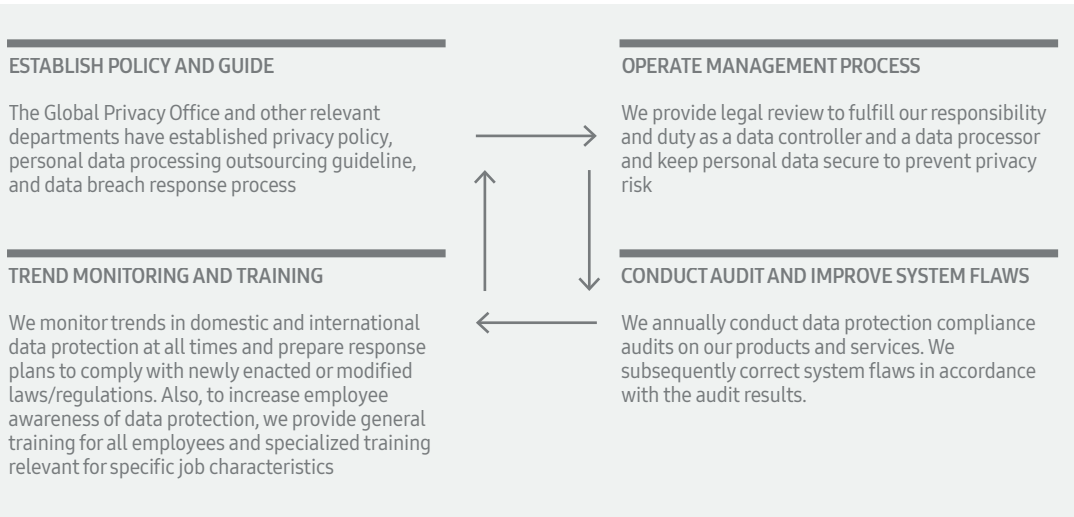 ESTABLISH POLICY AND GUIDE
The Global Privacy Office and other relevant
departments have established privacy policy,
personal data processing outsourcing guideline,
and data breach response process
OPERATE MANAGEMENT PROCESS
We provide legal review to fulfill our responsibility
and duty as a data controller and a data processor
and keep personal data secure to prevent privacy
risk
TREND MONITORING AND TRAINING
We monitor trends in domestic and international
data protection at all times and prepare response
plans to comply with newly enacted or modified
laws/regulations. Also, to increase employee
awareness of data protection, we provide general
training for all employees and specialized training
relevant for specific job characteristics
CONDUCT AUDIT AND IMPROVE SYSTEM FLAWS
We annually conduct data protection compliance
audits on our products and services. We
subsequently correct system flaws in accordance
with the audit results.